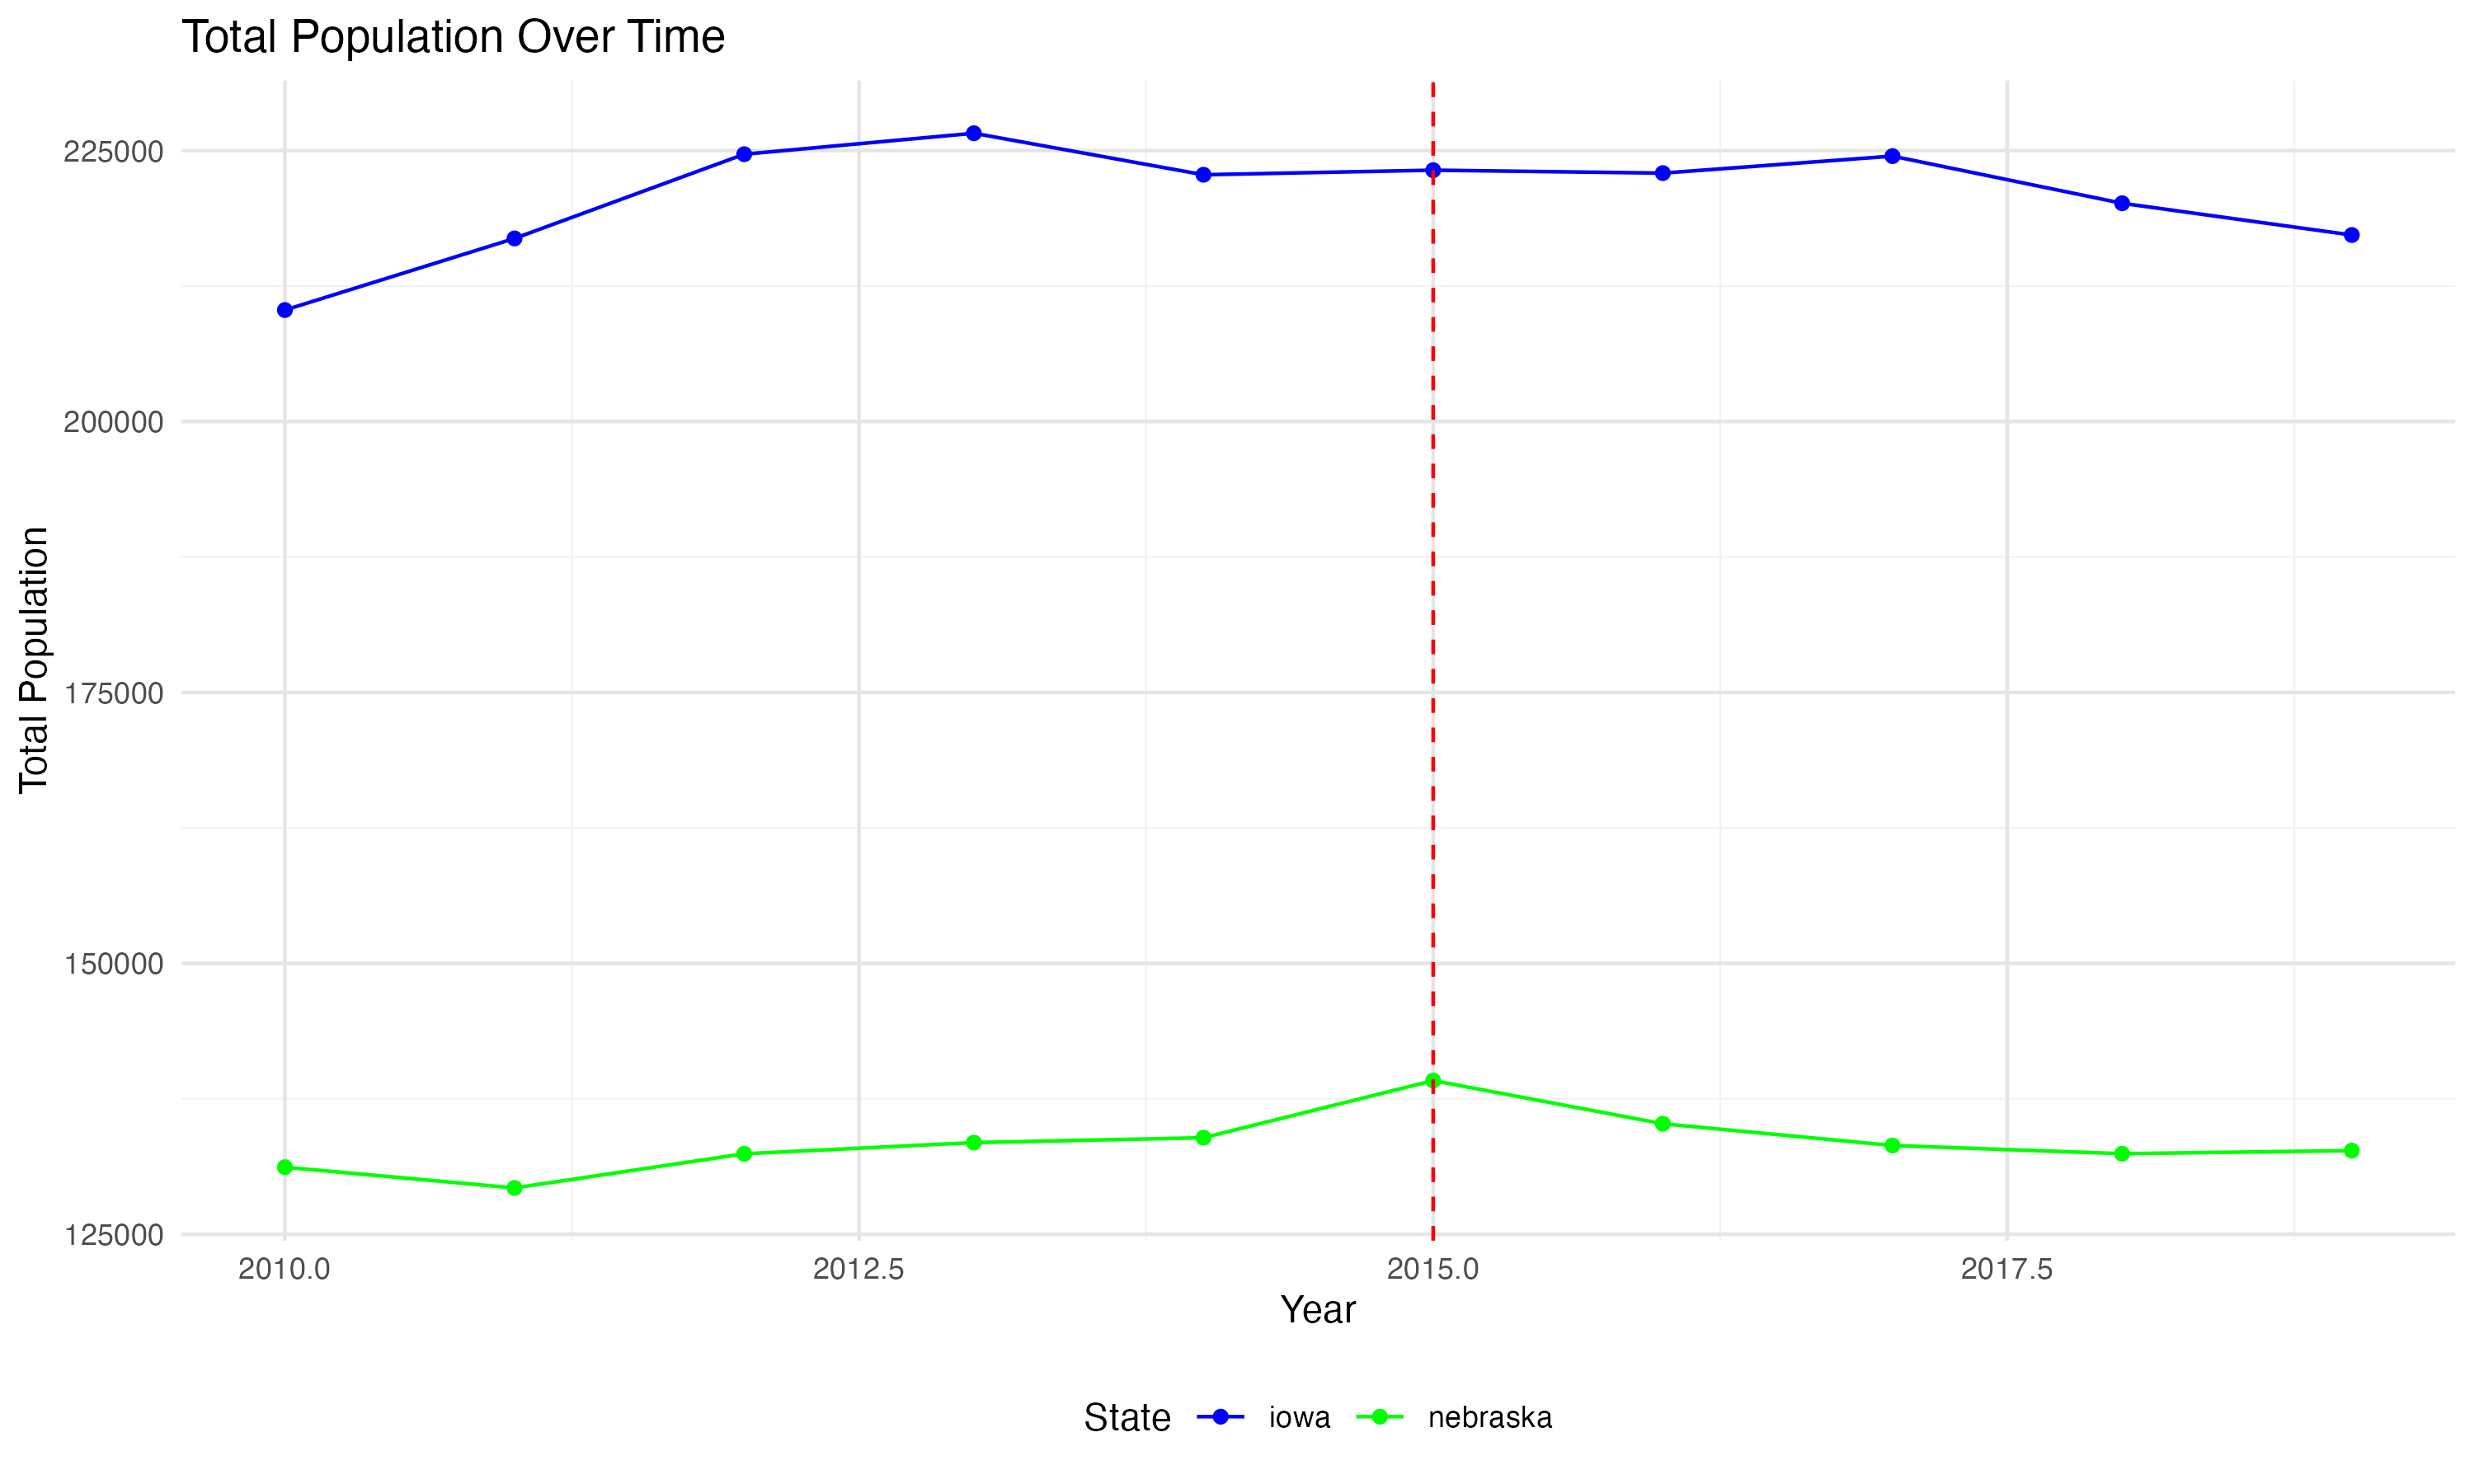 Total Population Over Time
Total Population
225000
200000
175000
150000
125000
2010.0 2012.5 2015.0 2017.5
Year
State iowa nebraska